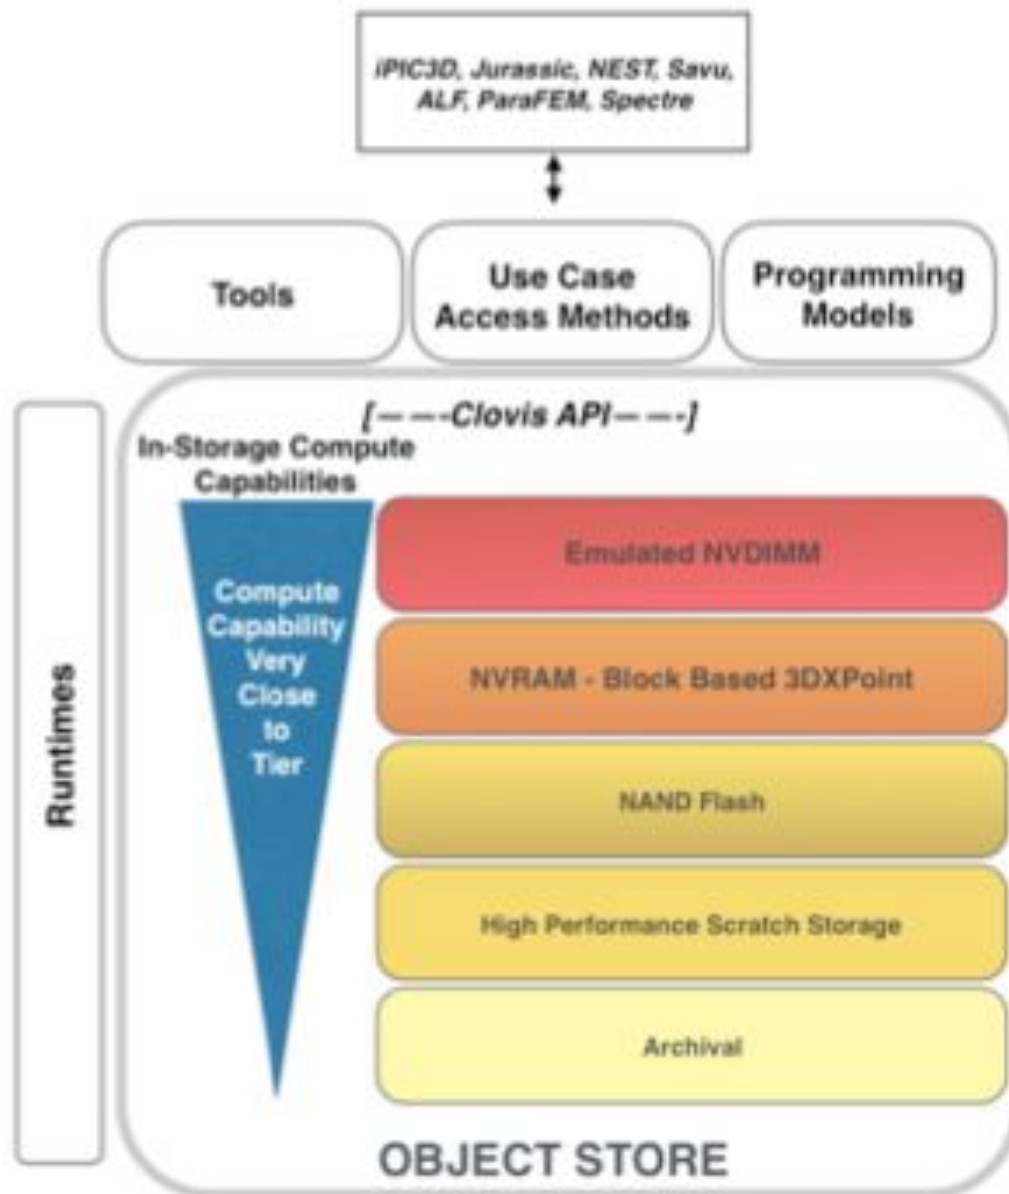 iPIC3D, Jurassic, NEST, Savu,
ALF, ParaFEM, Spectre
Tools
Use Case
Access Methods
Programming
Models
[–––-Clovis API–––-]
In-Storage Compute
Capabilities
Compute
Capability
Very
Close
to
Tier
Emulated NVDIMM
NVRAM - Block Based 3DXPoint
NAND Flash
High Performance Scratch Storage
Archival
Runtimes
OBJECT STORE